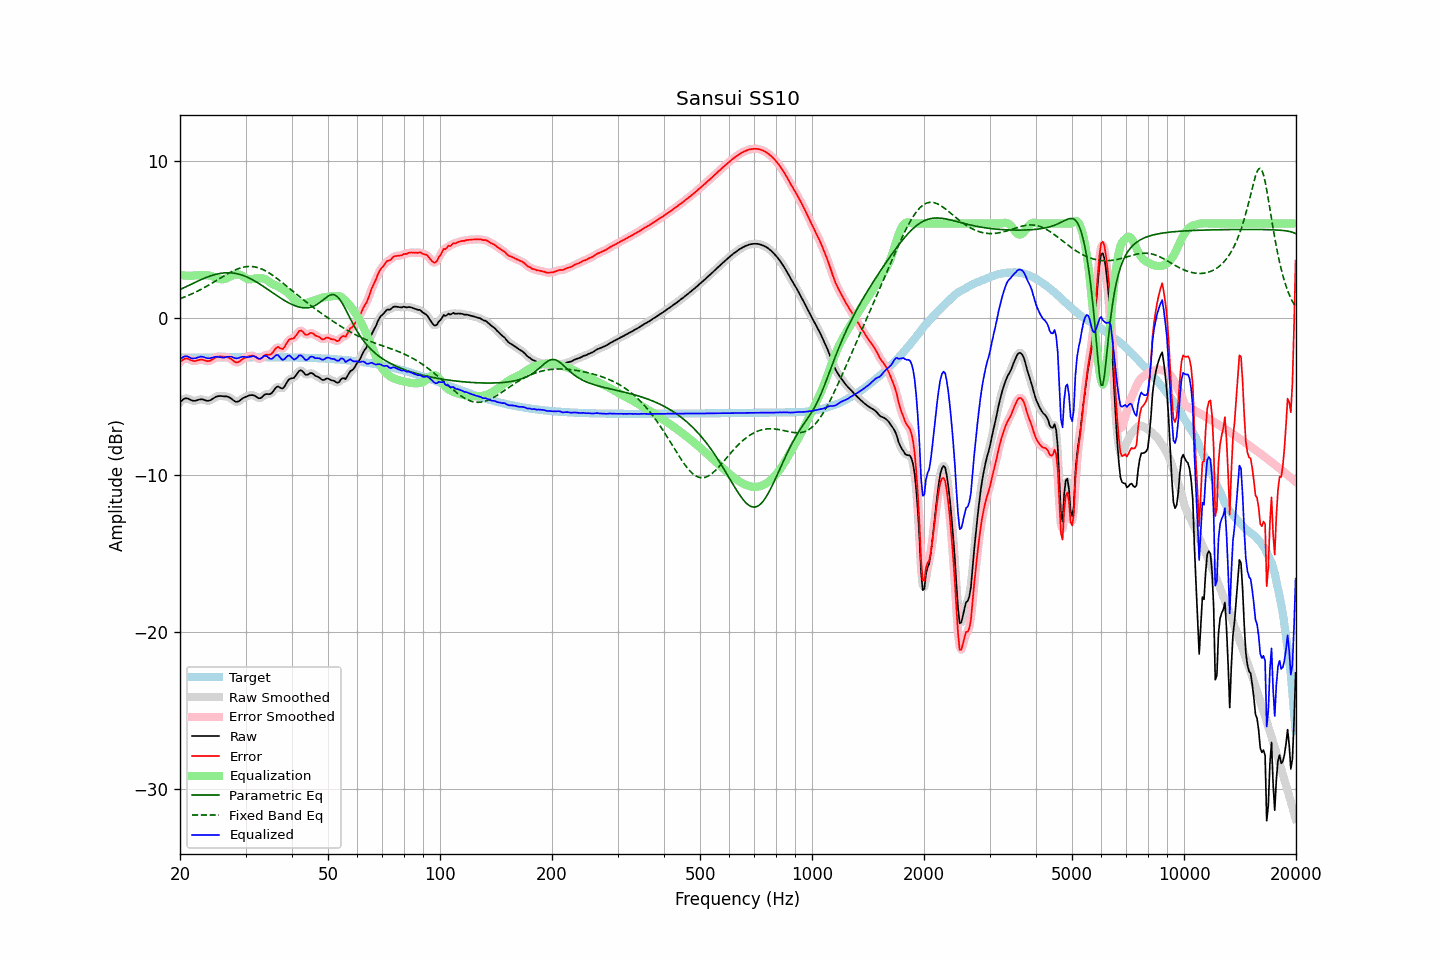 Sansui SS10
Amplitude (dBr)
10
0
−10
−20
−30
Target
Raw Smoothed
Error Smoothed
Raw
Error
Equalization
Parametric Eq
Fixed Band Eq
Equalized
20 50 100 200 500 1000 2000 5000 10000 20000
Frequency (Hz)